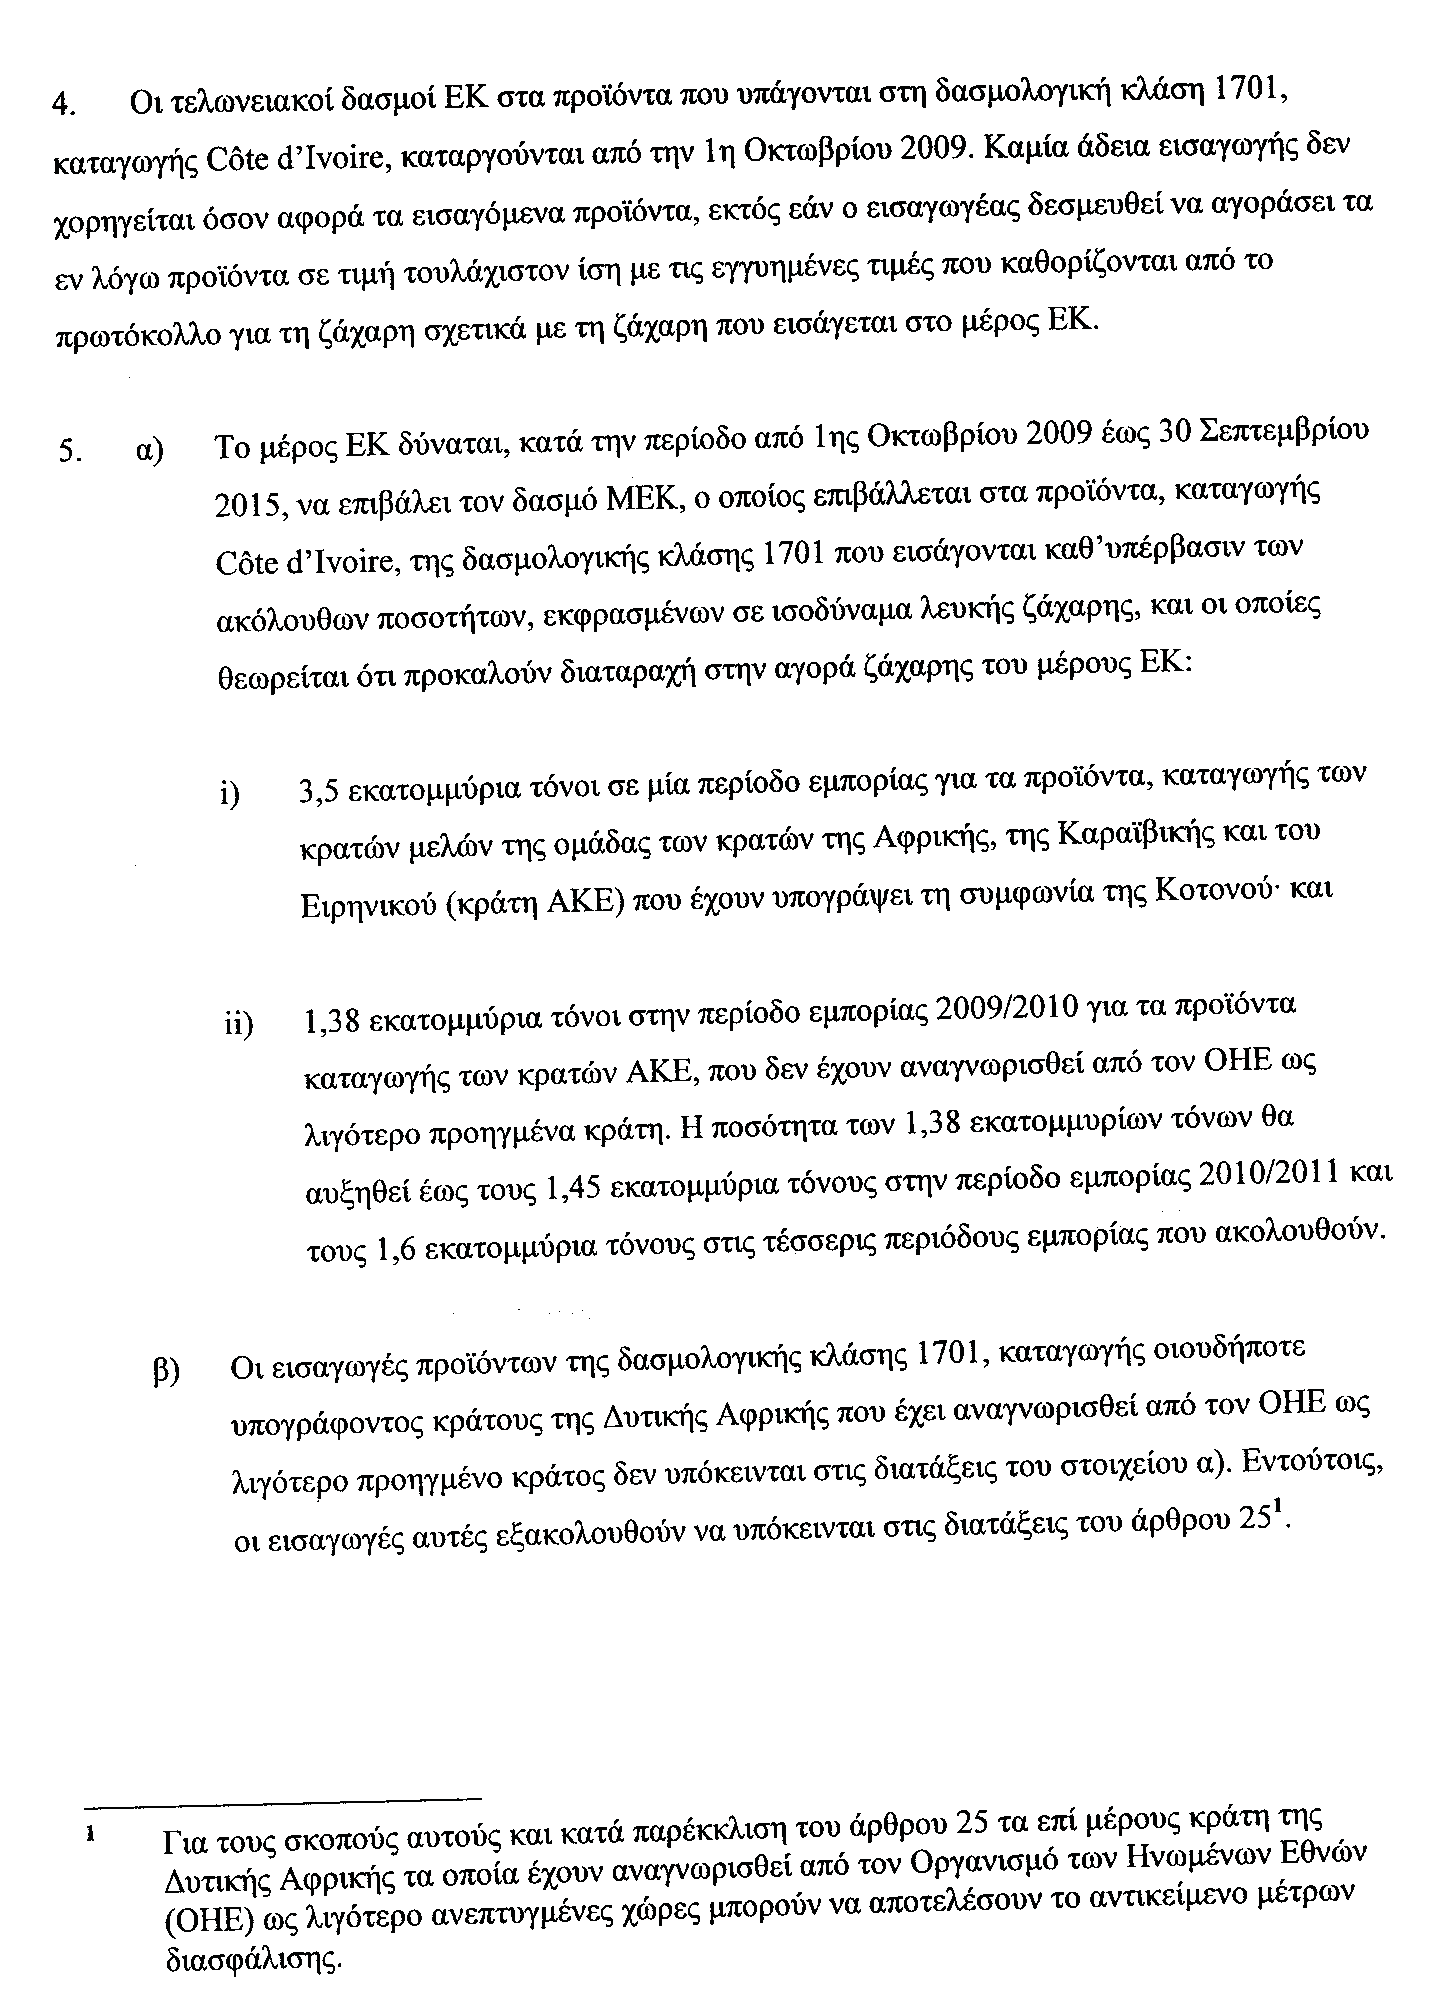 4. Οι τελωνειακοί δασμοί ΕΚ στα προϊόντα που υπάγονται στη δασμολογική κλάση 1701,
καταγωγής Côte d’Ivoire, καταργούνται από την 1η Οκτωβρίου 2009. Καμία άδεια εισαγωγής δεν
χορηγείται όσον αφορά τα εισαγόμενα προϊόντα, εκτός εάν ο εισαγωγέας δεσμευθεί να αγοράσει τα
εν λόγω προϊόντα σε τιμή τουλάχιστον ίση με τις εγγυημένες τιμές που καθορίζονται από το
πρωτόκολλο για τη ζάχαρη σχετικά με τη ζάχαρη που εισάγεται στο μέρος ΕΚ.
5. α) Το μέρος ΕΚ δύναται, κατά την περίοδο από 1ης Οκτωβρίου 2009 έως 30 Σεπτεμβρίου
2015, να επιβάλει τον δασμό ΜΕΚ, ο οποίος επιβάλλεται στα προϊόντα, καταγωγής
Côte d’Ivoire, της δασμολογικής κλάσης 1701 που εισάγονται καθ’υπέρβασιν των
ακόλουθων ποσοτήτων, εκφρασμένων σε ισοδύναμα λευκής ζάχαρης, και οι οποίες
θεωρείται ότι προκαλούν διαταραχή στην αγορά ζάχαρης του μέρους ΕΚ:
i) 3,5 εκατομμύρια τόνοι σε μία περίοδο εμπορίας για τα προϊόντα, καταγωγής των
κρατών μελών της ομάδας των κρατών της Αφρικής, της Καραϊβικής και του
Ειρηνικού (κράτη ΑΚΕ) που έχουν υπογράψει τη συμφωνία της Κοτονού· και
ii) 1,38 εκατομμύρια τόνοι στην περίοδο εμπορίας 2009/2010 για τα προϊόντα
καταγωγής των κρατών ΑΚΕ, που δεν έχουν αναγνωρισθεί από τον ΟΗΕ ως
λιγότερο προηγμένα κράτη. Η ποσότητα των 1,38 εκατομμυρίων τόνων θα
αυξηθεί έως τους 1,45 εκατομμύρια τόνους στην περίοδο εμπορίας 2010/2011 και
τους 1,6 εκατομμύρια τόνους στις τέσσερις περιόδους εμπορίας που ακολουθούν.
β) Οι εισαγωγές προϊόντων της δασμολογικής κλάσης 1701, καταγωγής οιουδήποτε
υπογράφοντος κράτους της Δυτικής Αφρικής που έχει αναγνωρισθεί από τον ΟΗΕ ως
λιγότερο προηγμένο κράτος δεν υπόκεινται στις διατάξεις του στοιχείου α). Εντούτοις,
οι εισαγωγές αυτές εξακολουθούν να υπόκεινται στις διατάξεις του άρθρου 25¹.
1 Για τους σκοπούς αυτούς και κατά παρέκκλιση του άρθρου 25 τα επί μέρους κράτη της
Δυτικής Αφρικής τα οποία έχουν αναγνωρισθεί από τον Οργανισμό των Ηνωμένων Εθνών
(ΟΗΕ) ως λιγότερο ανεπτυγμένες χώρες μπορούν να αποτελέσουν το αντικείμενο μέτρων
διασφάλισης.